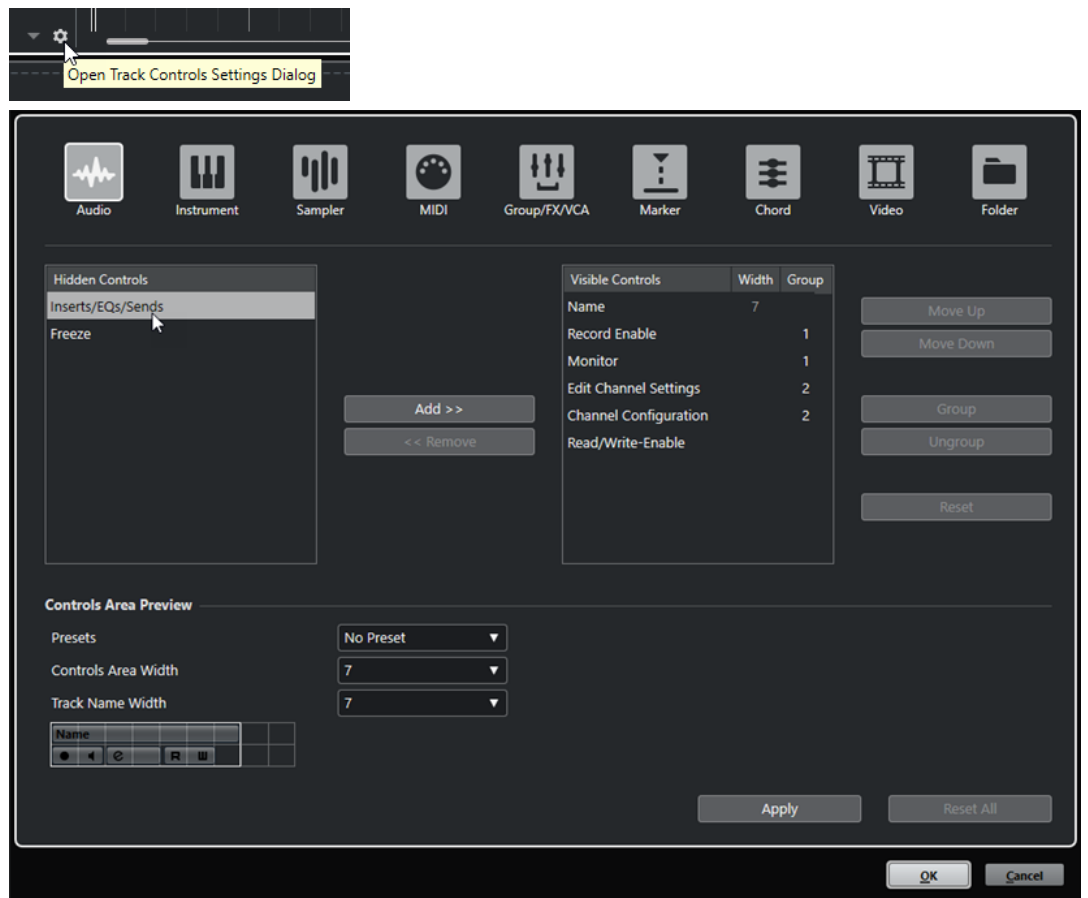 Open Track Controls Settings Dialog
Audio Instrument Sampler MIDI Group/FX/VCA Marker Chord Video Folder
Hidden Controls
Inserts/EQs/Sends
Freeze
Add >>
<< Remove
Visible Controls Width Group
Name 7
Record Enable 1
Monitor 1
Edit Channel Settings 2
Channel Configuration 2
Read/Write-Enable
Move Up
Move Down
Group
Ungroup
Reset
Controls Area Preview
Presets No Preset
Controls Area Width 7
Track Name Width 7
Name
e R W
Apply Reset All
OK Cancel